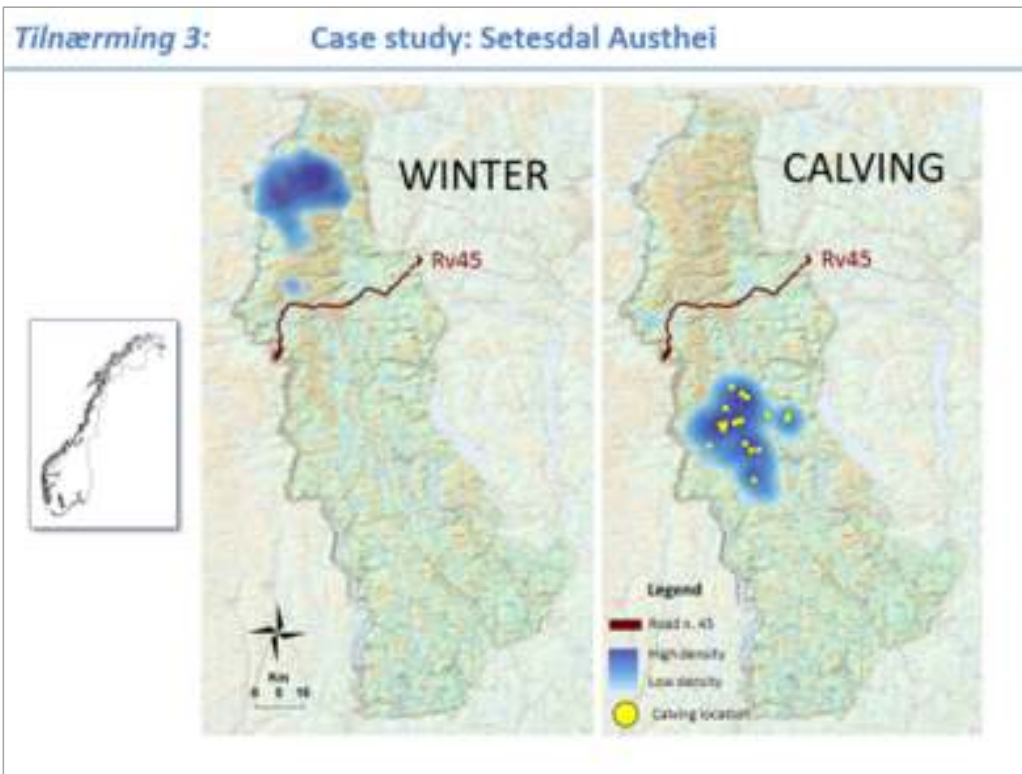 Tilnærming 3: Case study: Setesdal Austhei
WINTER
Rv45
Km
0 5 10
CALVING
Rv45
Legend
Road n. 45
High density
Low density
Calving location